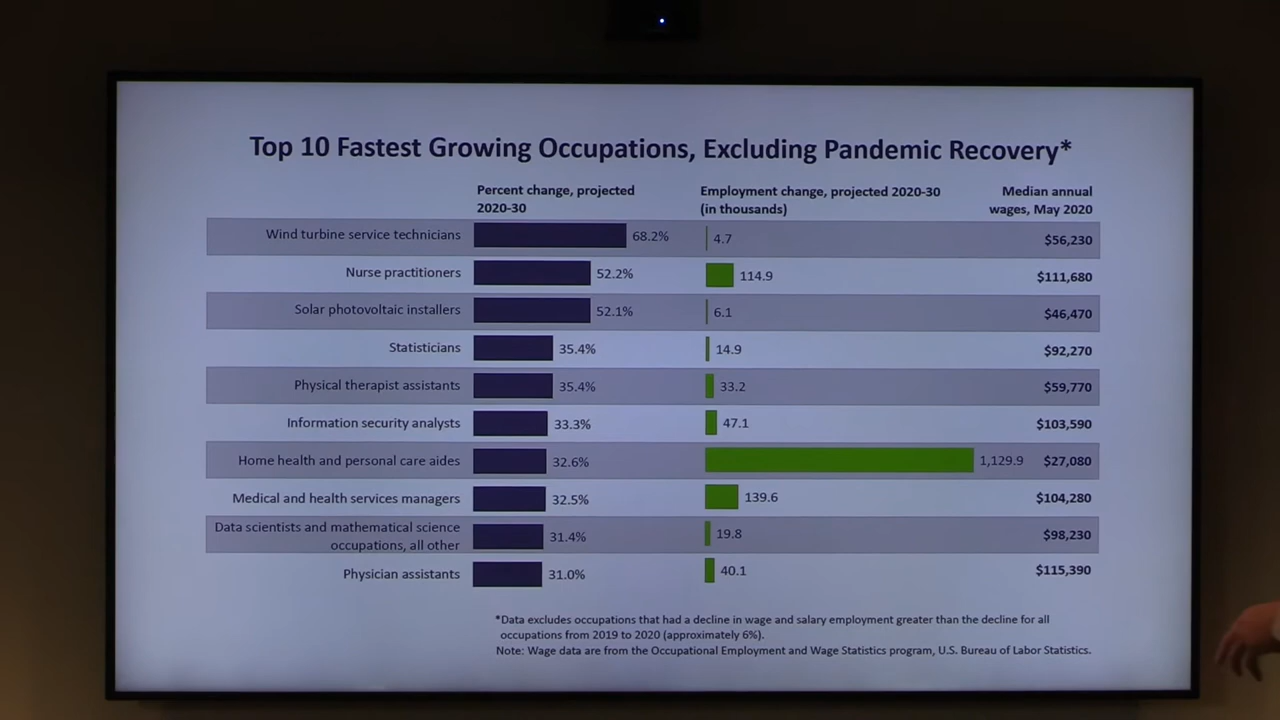 Top 10 Fastest Growing Occupations, Excluding Pandemic Recovery*
Percent change, projected
2020-30
Employment change, projected 2020-30
(in thousands)
Median annual
wages, May 2020
Wind turbine service technicians 68.2% 4.7 $56,230
Nurse practitioners 52.2% 114.9 $111,680
Solar photovoltaic installers 52.1% 6.1 $46,470
Statisticians 35.4% 14.9 $92,270
Physical therapist assistants 35.4% 33.2 $59,770
Information security analysts 33.3% 47.1 $103,590
Home health and personal care aides 32.6% 1,129.9 $27,080
Medical and health services managers 32.5% 139.6 $104,280
Data scientists and mathematical science
occupations, all other 31.4% 19.8 $98,230
Physician assistants 31.0% 40.1 $115,390
*Data excludes occupations that had a decline in wage and salary employment greater than the decline for all
occupations from 2019 to 2020 (approximately 6%).
Note: Wage data are from the Occupational Employment and Wage Statistics program, U.S. Bureau of Labor Statistics.